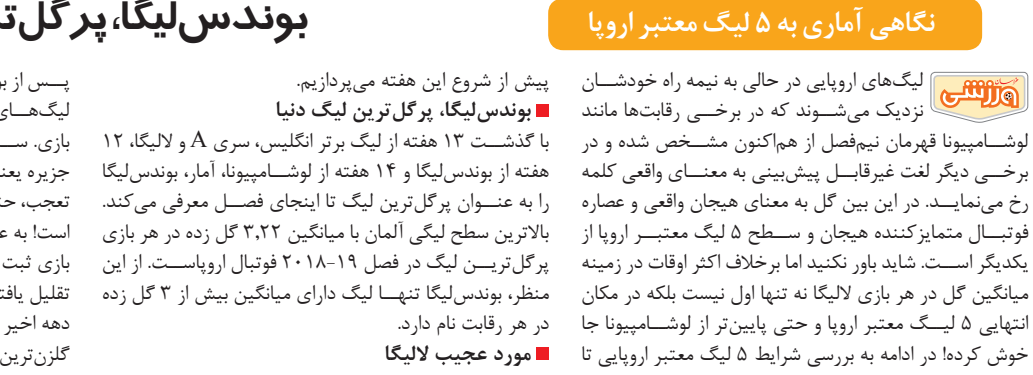 بوندس‌لیگا، پر گل‌ت
نگاهی آماری به ۵ لیگ معتبر اروپا
ورزشی
لیگ‌های اروپایی در حالی به نیمه راه خودشان
نزدیک می‌شوند که در برخی رقابت‌ها مانند
لوشامپیونا قهرمان نیم‌فصل از هم‌اکنون مشخص شده و در
برخی دیگر لغت غیرقابل پیش‌بینی به معنای واقعی کلمه
رخ می‌نماید. در این بین گل به معنای هیجان واقعی و عصاره
فوتبال متمایزکننده هیجان و سطح ۵ لیگ معتبر اروپا از
یکدیگر است. شاید باور نکنید اما برخلاف اکثر اوقات در زمینه
میانگین گل در هر بازی لالیگا نه تنها اول نیست بلکه در مکان
انتهایی ۵ لیگ معتبر اروپا و حتی پایین‌تر از لوشامپیونا جا
خوش کرده! در ادامه به بررسی شرایط ۵ لیگ معتبر اروپایی تا
پیش از شروع این هفته می‌پردازیم.
بوندس‌لیگا، پر گل‌ترین لیگ دنیا
با گذشت ۱۳ هفته از لیگ برتر انگلیس، سری A و لالیگا، ۱۲
هفته از بوندس‌لیگا و ۱۴ هفته از لوشامپیونا، آمار، بوندس‌لیگا
را به عنوان پرگل‌ترین لیگ تا اینجای فصل معرفی می‌کند.
بالاترین سطح لیگی آلمان با میانگین ۳,۲۲ گل زده در هر بازی
پرگل‌ترین لیگ در فصل ۱۹-۲۰۱۸ فوتبال اروپاست. از این
منظر، بوندس‌لیگا تنها لیگ دارای میانگین بیش از ۳ گل زده
در هر رقابت نام دارد.
مورد عجیب لالیگا
پس از بو
لیگ‌های
بازی. س
جزیره یعن
تعجب، حت
است! به ع
بازی ثبت
تقلیل یافت
دهه اخیر
گلزن‌ترین